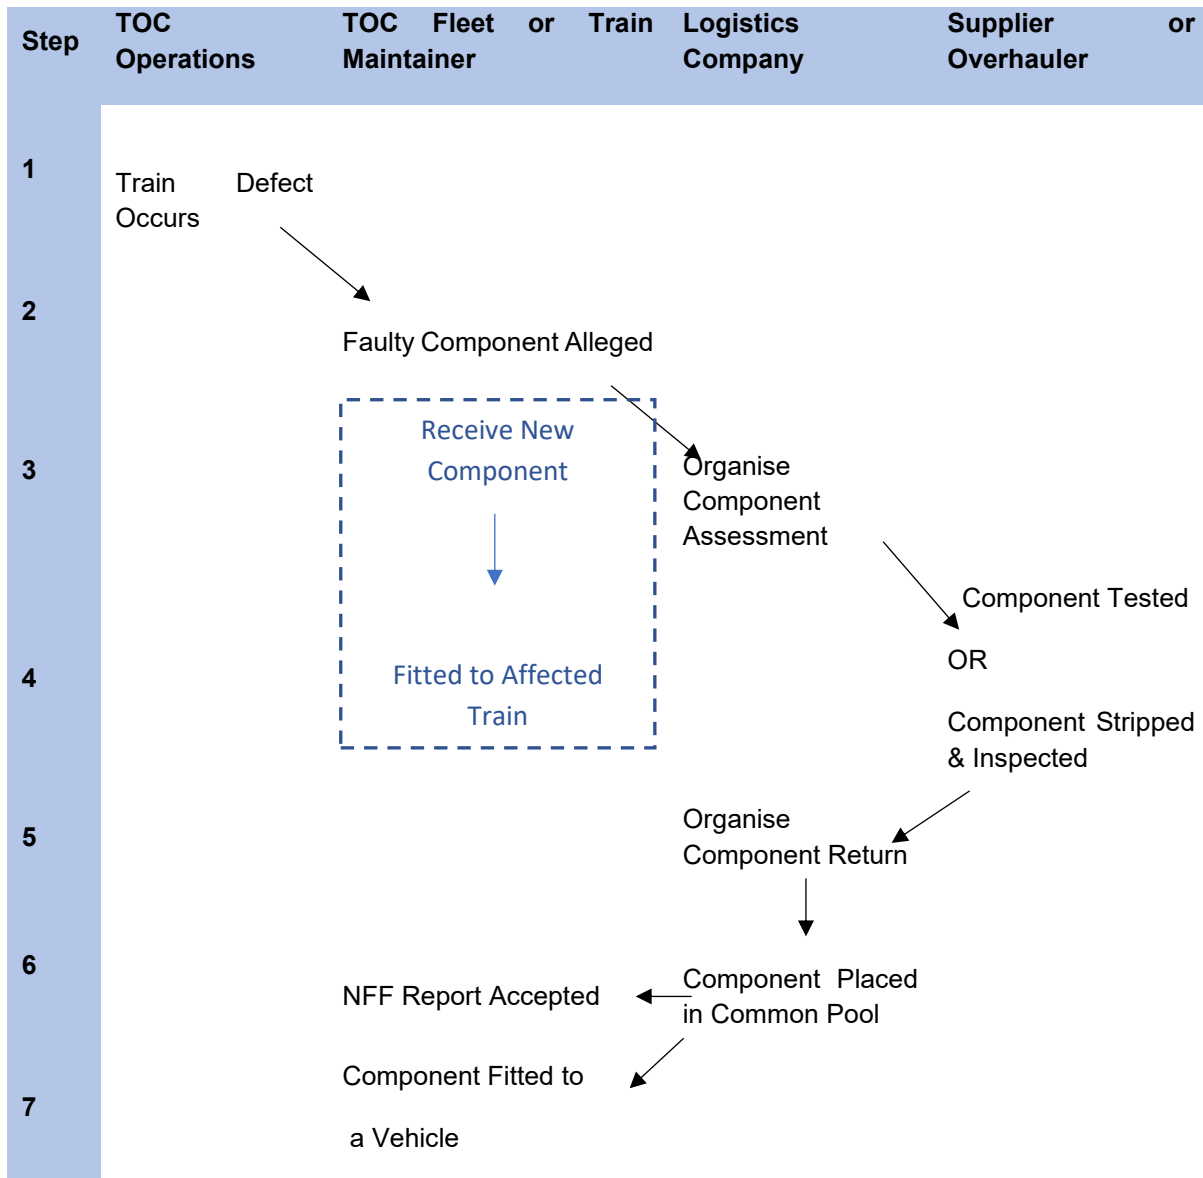 Step
TOC
Operations
TOC Fleet or Train
Maintainer
Logistics
Company
Supplier or
Overhauler
1
Train Defect
Occurs
2
Faulty Component Alleged
3
Receive New
Component
Organise
Component
Assessment
4
Fitted to Affected
Train
Component Tested
OR
Component Stripped
& Inspected
5
Organise
Component Return
6
NFF Report Accepted
Component Placed
in Common Pool
7
Component Fitted to
a Vehicle